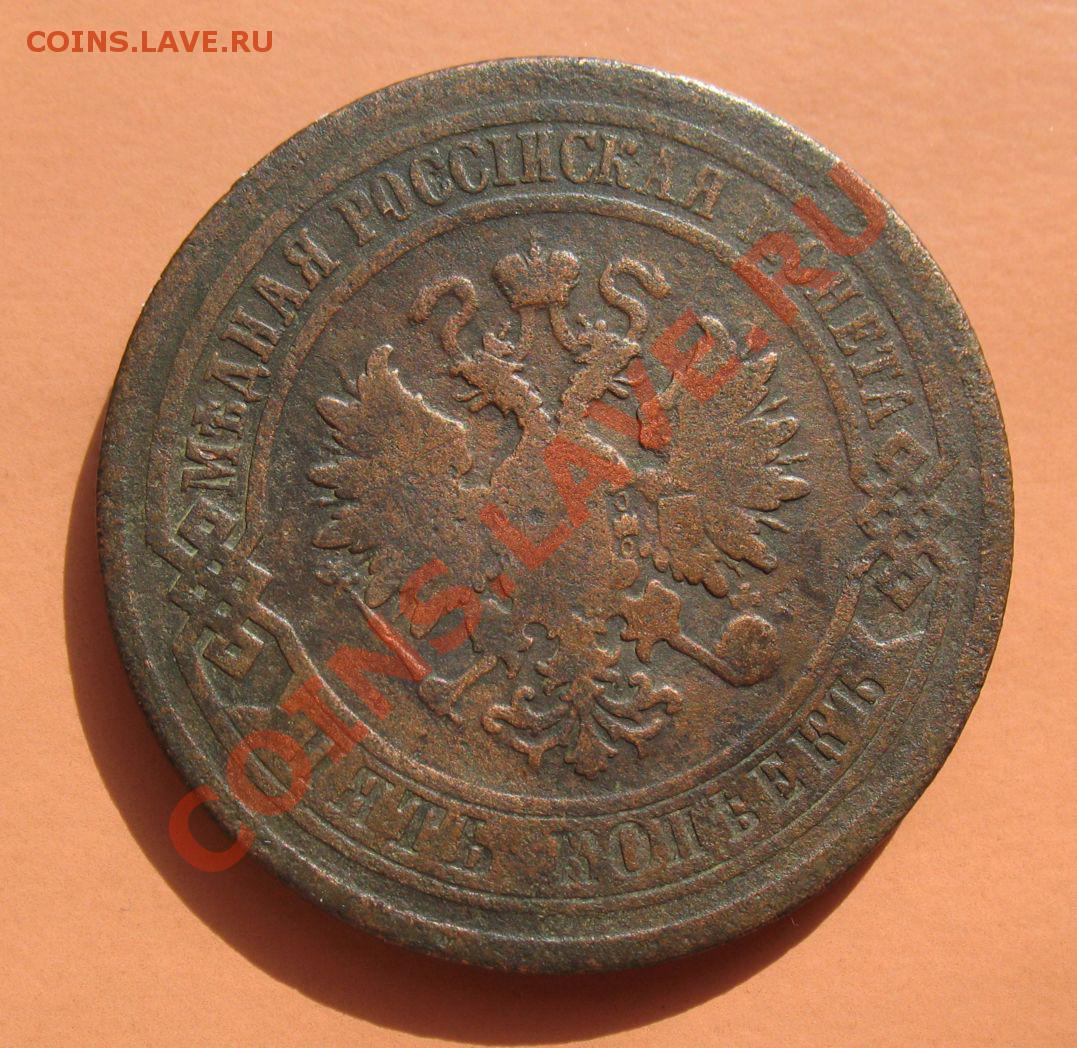 COINS.LAVE.RU
МѢДНАЯ РОССІЙСКАЯ МОНЕТА
ПЯТЬ КОПѢЕКЪ
COINS.LAVE.RU